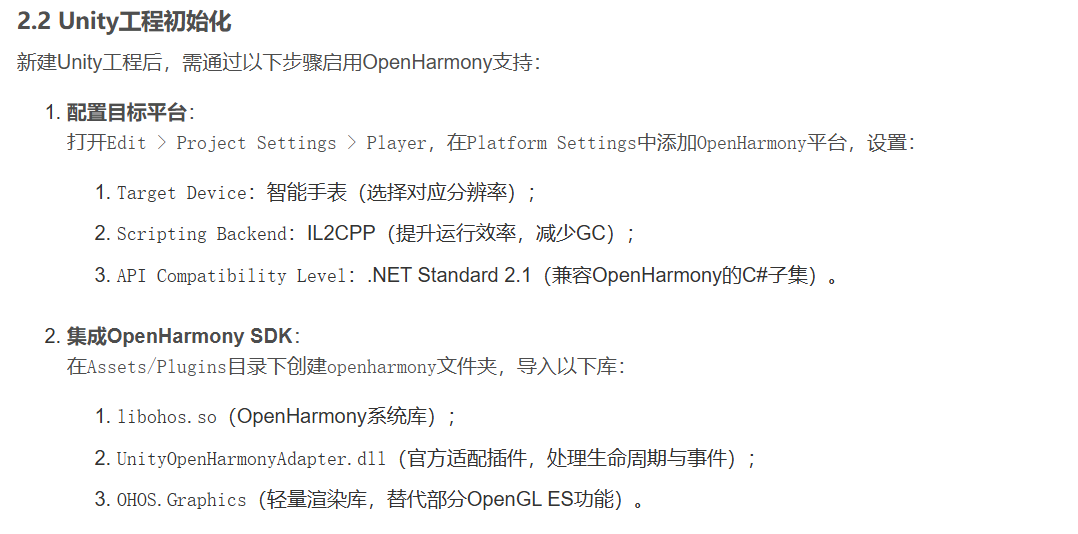 2.2 Unity工程初始化
新建Unity工程后，需通过以下步骤启用OpenHarmony支持：
1. 配置目标平台：
打开Edit > Project Settings > Player，在Platform Settings中添加OpenHarmony平台，设置：
1. Target Device：智能手表（选择对应分辨率）；
2. Scripting Backend：IL2CPP（提升运行效率，减少GC）；
3. API Compatibility Level：.NET Standard 2.1（兼容OpenHarmony的C#子集）。
2. 集成OpenHarmony SDK：
在Assets/Plugins目录下创建openharmony文件夹，导入以下库：
1. libohos.so（OpenHarmony系统库）；
2. UnityOpenHarmonyAdapter.dll（官方适配插件，处理生命周期与事件）；
3. OHOS.Graphics（轻量渲染库，替代部分OpenGL ES功能）。